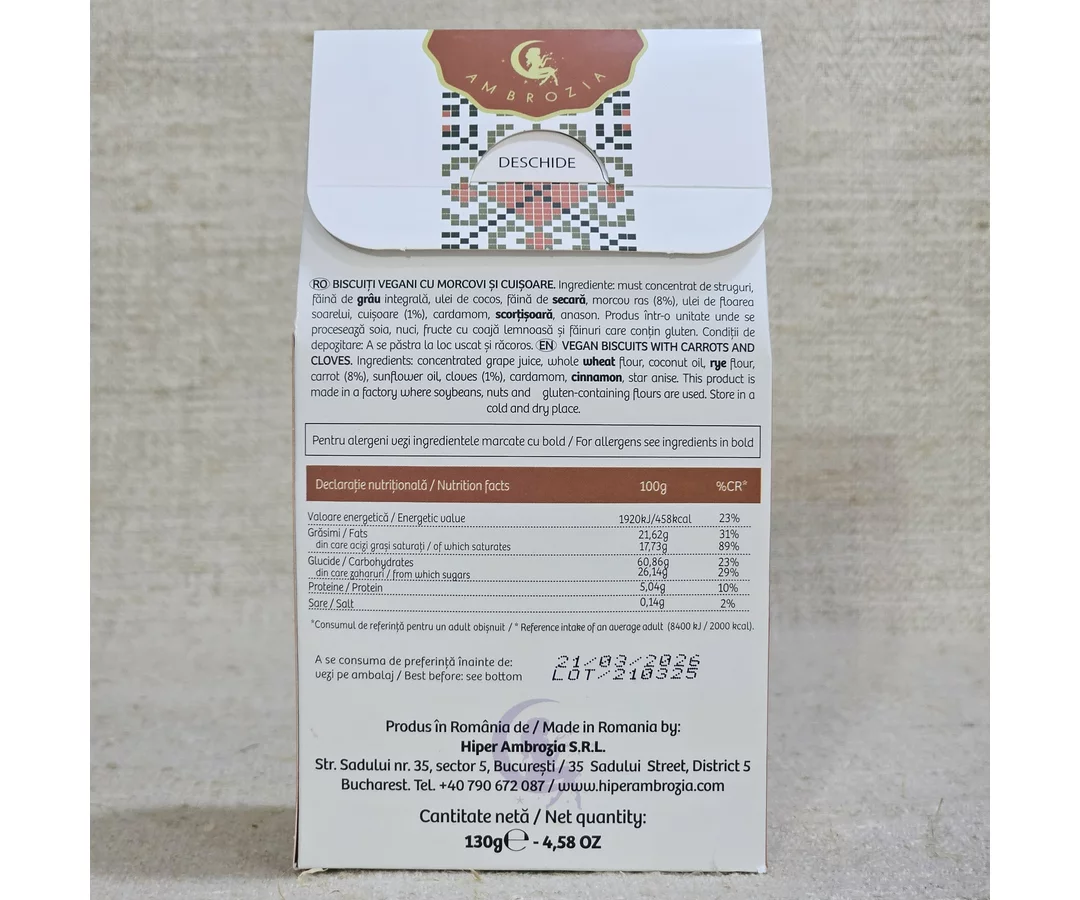 AMBROZIA
DESCHIDE
RO BISCUIȚI VEGANI CU MORCOVI ȘI CUIȘOARE. Ingrediente: must concentrat de struguri,
făină de grâu integrală, ulei de cocos, făină de secară, morcov ras (8%), ulei de floarea
soarelui, cuișoare (1%), cardamom, scorțișoară, anason. Produs într-o unitate unde se
procesează soia, nuci, fructe cu coajă lemnoasă și făinuri care conțin gluten. Condiții de
depozitare: A se păstra la loc uscat și răcoros. EN VEGAN BISCUITS WITH CARROTS AND
CLOVES. Ingredients: concentrated grape juice, whole wheat flour, coconut oil, rye flour,
carrot (8%), sunflower oil, cloves (1%), cardamom, cinnamon, star anise. This product is
made in a factory where soybeans, nuts and gluten-containing flours are used. Store in a
cold and dry place.
Pentru alergeni vezi ingredientele marcate cu bold / For allergens see ingredients in bold
Declarație nutrițională / Nutrition facts 100g %CR*
Valoare energetică / Energetic value 1920kJ/458kcal 23%
Grăsimi / Fats 21,62g 31%
din care acizi grași saturați / of which saturates 17,73g 89%
Glucide / Carbohydrates 60,86g 23%
din care zaharuri / from which sugars 26,14g 29%
Proteine / Protein 5,04g 10%
Sare / Salt 0,14g 2%
*Consumul de referință pentru un adult obișnuit / * Reference intake of an average adult (8400 kJ / 2000 kcal).
A se consuma de preferință înainte de: 21/03/2026
vezi pe ambalaj / Best before: see bottom LOT/210325
Produs în România de / Made in Romania by:
Hiper Ambrozia S.R.L.
Str. Sadului nr. 35, sector 5, București / 35 Sadului Street, District 5
Bucharest. Tel. +40 790 672 087 / www.hiperambrozia.com
Cantitate netă / Net quantity:
130g℮ - 4,58 OZ